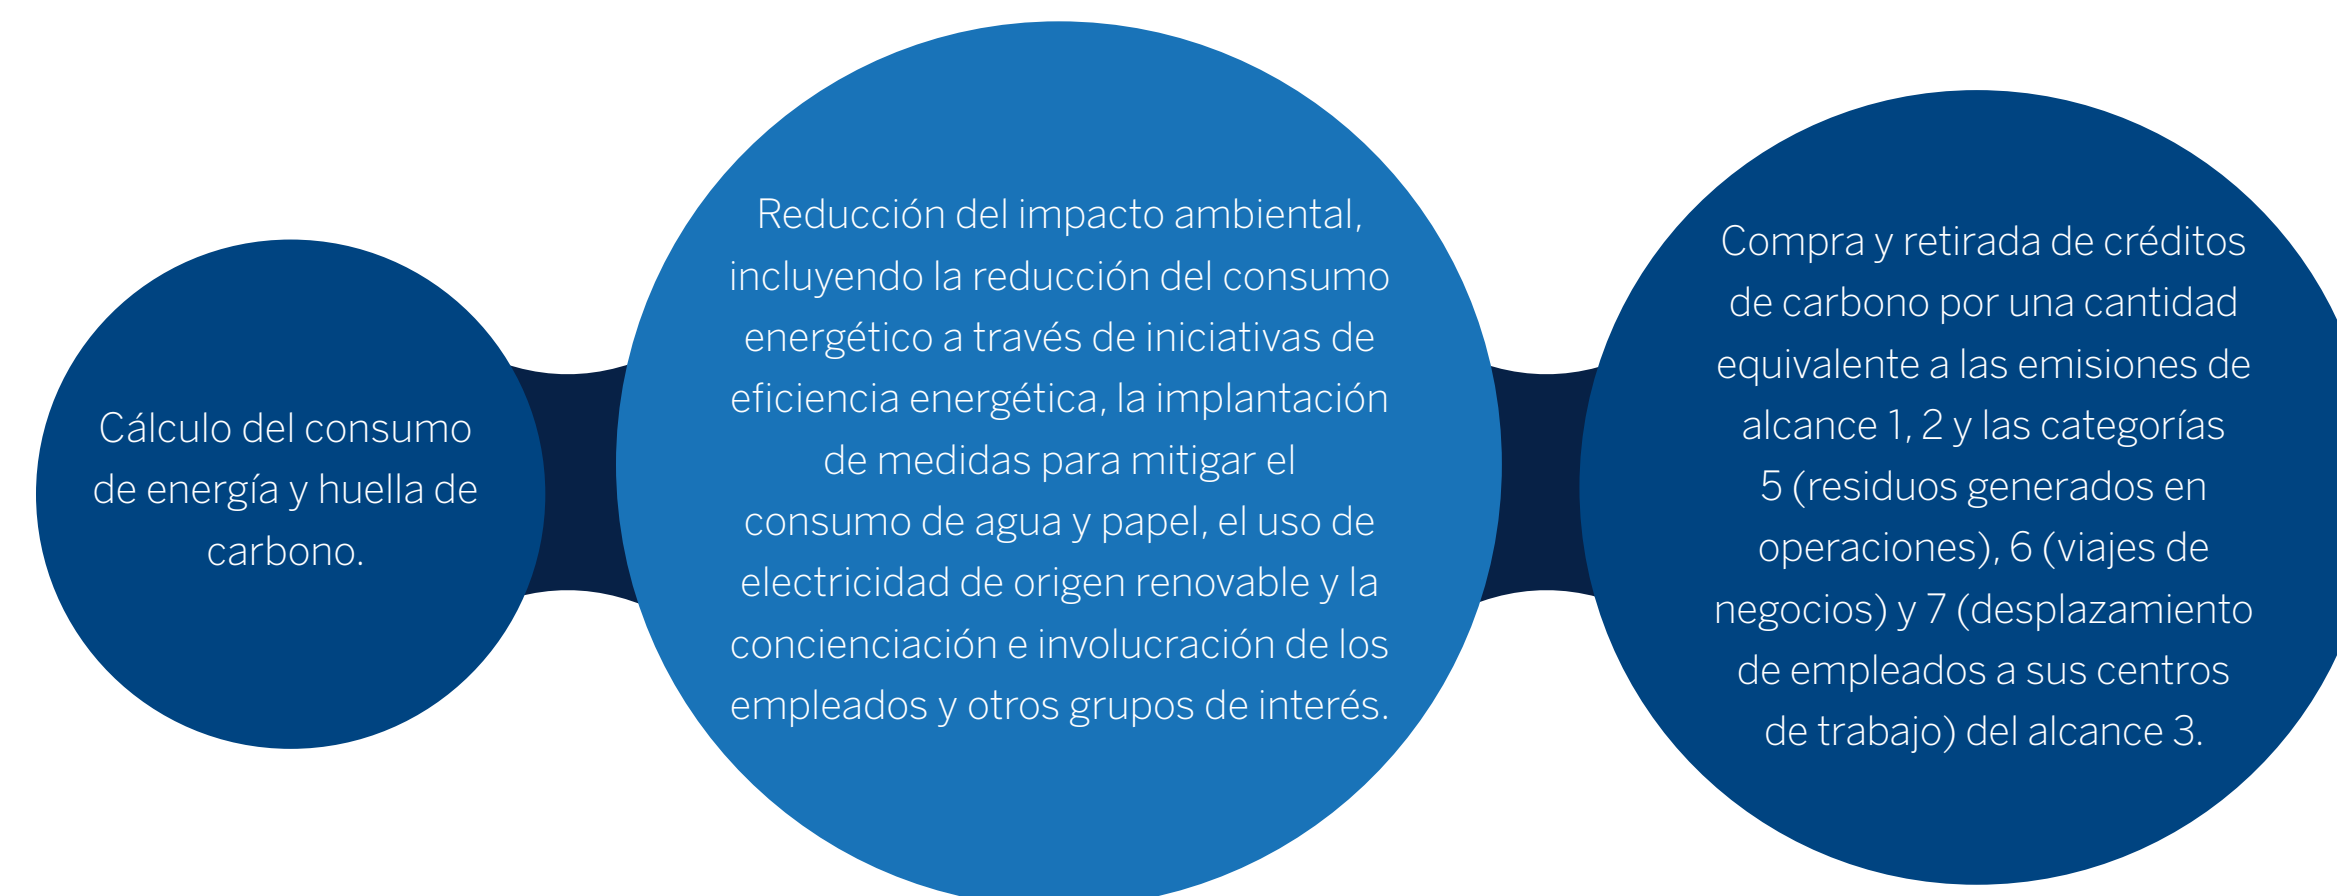 Cálculo del consumo
de energía y huella de
carbono.
Reducción del impacto ambiental,
incluyendo la reducción del consumo
energético a través de iniciativas de
eficiencia energética, la implantación
de medidas para mitigar el
consumo de agua y papel, el uso de
electricidad de origen renovable y la
concienciación e involucración de los
empleados y otros grupos de interés.
Compra y retirada de créditos
de carbono por una cantidad
equivalente a las emisiones de
alcance 1, 2 y las categorías
5 (residuos generados en
operaciones), 6 (viajes de
negocios) y 7 (desplazamiento
de empleados a sus centros
de trabajo) del alcance 3.